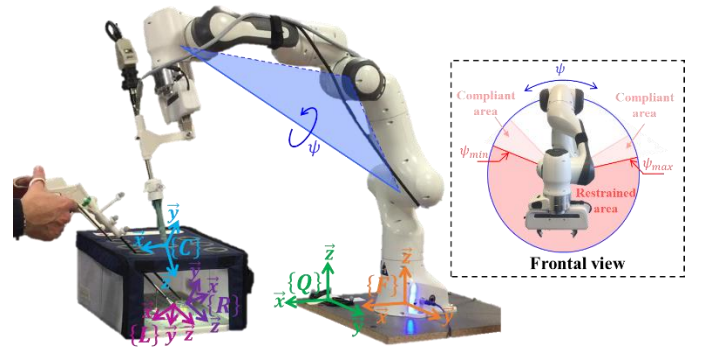 ψ
Compliant
area
Compliant
area
ψmin
ψmax
Restrained
area
Frontal view
ψ
y⃗
x⃗
{C}
z⃗
y⃗
x⃗
{R}
z⃗
x⃗
{L}
y⃗
z⃗
z⃗
{Q}
x⃗
y⃗
z⃗
{F}
x⃗
y⃗